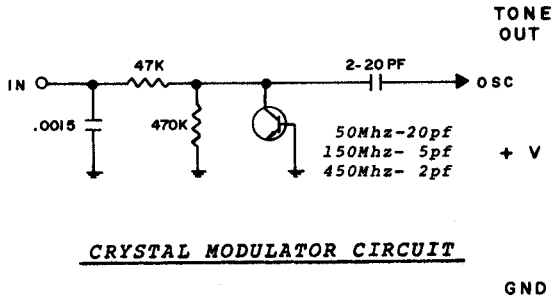 TONE
OUT
47K
2-20 PF
IN
OSC
.0015
470K
50Mhz-20pf
150Mhz- 5pf
450Mhz- 2pf
+ V
CRYSTAL MODULATOR CIRCUIT
GND